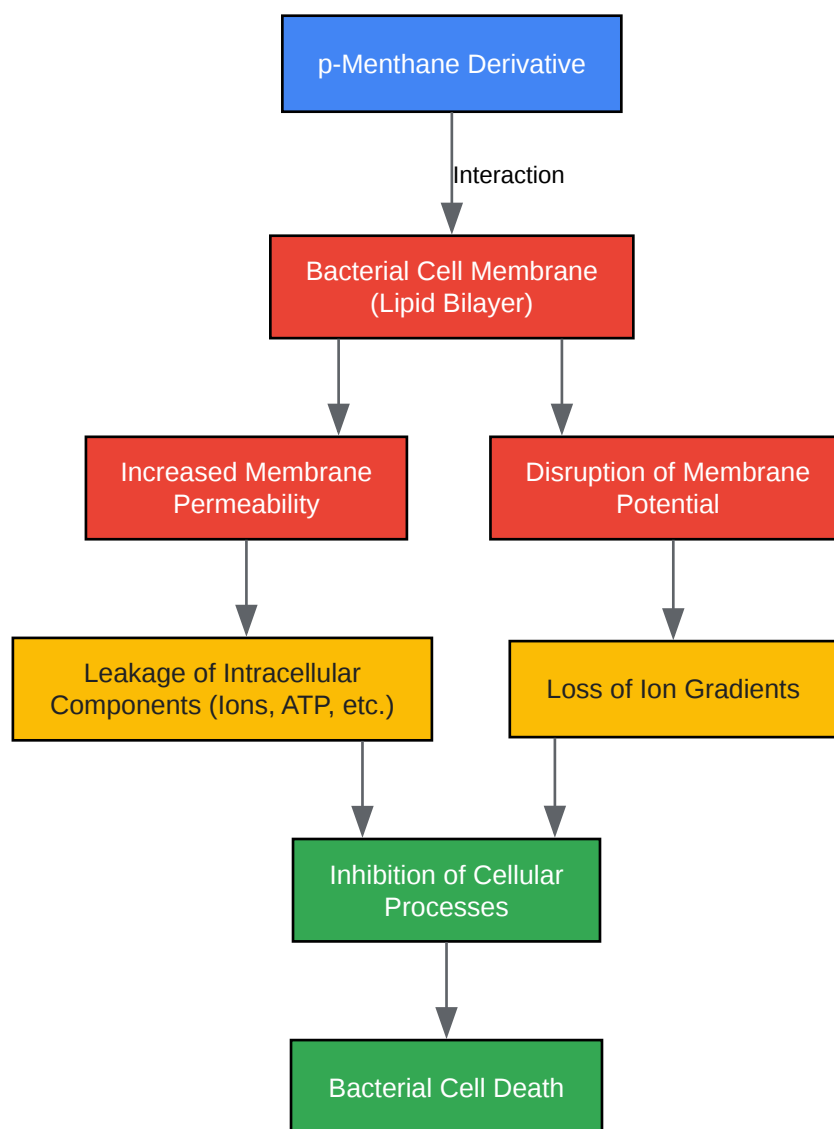 p-Menthane Derivative
Interaction
Bacterial Cell Membrane
(Lipid Bilayer)
Increased Membrane
Permeability
Disruption of Membrane
Potential
Leakage of Intracellular
Components (Ions, ATP, etc.)
Loss of Ion Gradients
Inhibition of Cellular
Processes
Bacterial Cell Death